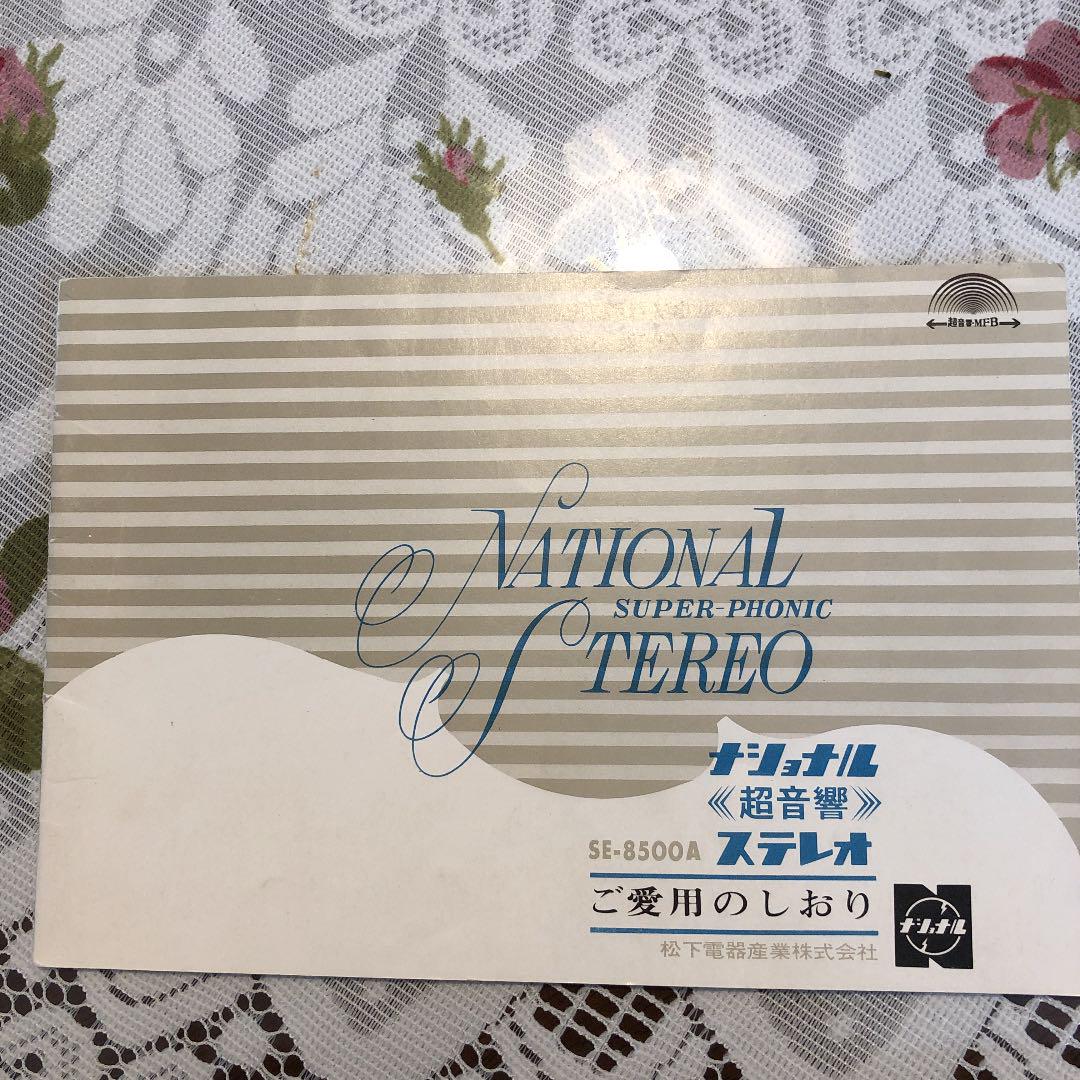 超音響・MFB
NATIONAL
SUPER-PHONIC
STEREO
ナショナル
《超音響》
SE-8500A ステレオ
ご愛用のしおり
松下電器産業株式会社
ナショナル